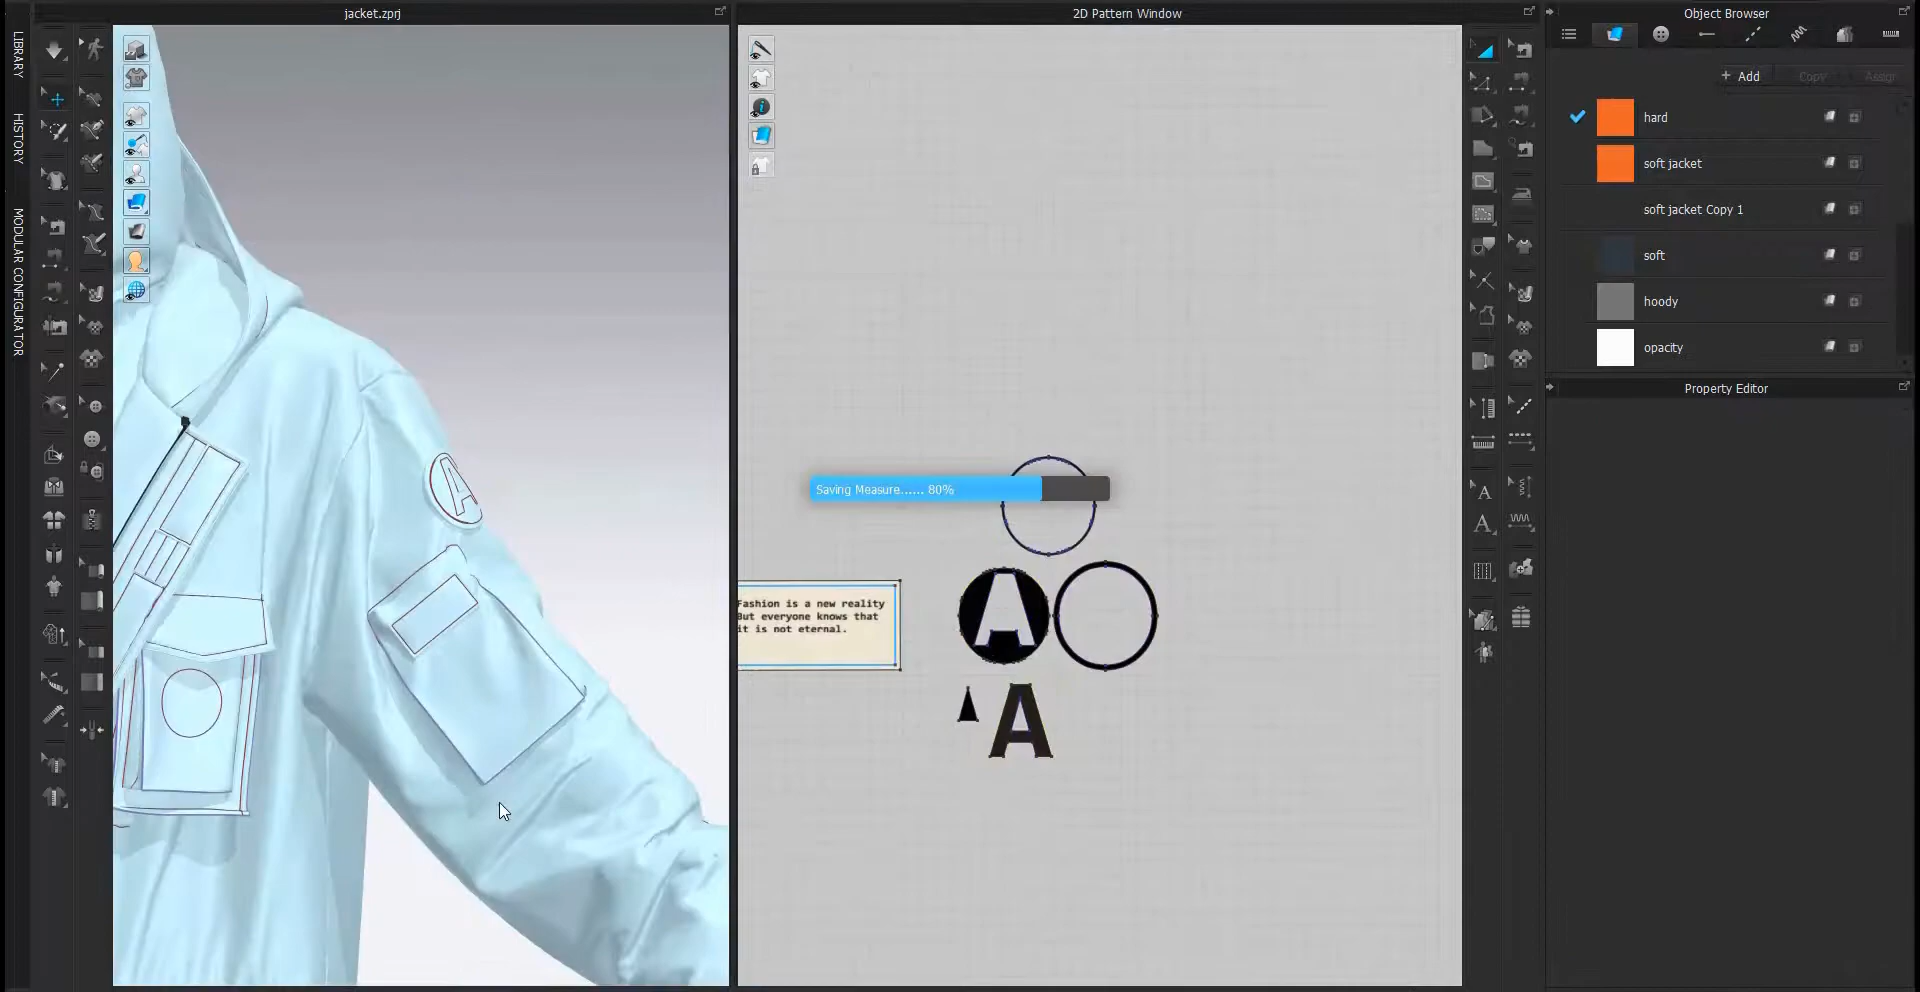 jacket.zprj
2D Pattern Window
Object Browser
LIBRARY
HISTORY
MODULAR CONFIGURATOR
+ Add
Copy
Assign
hard
soft jacket
soft jacket Copy 1
soft
hoody
opacity
Property Editor
Saving Measure...... 80%
Fashion is a new reality
But everyone knows that
it is not eternal.
A
A
A
A
A